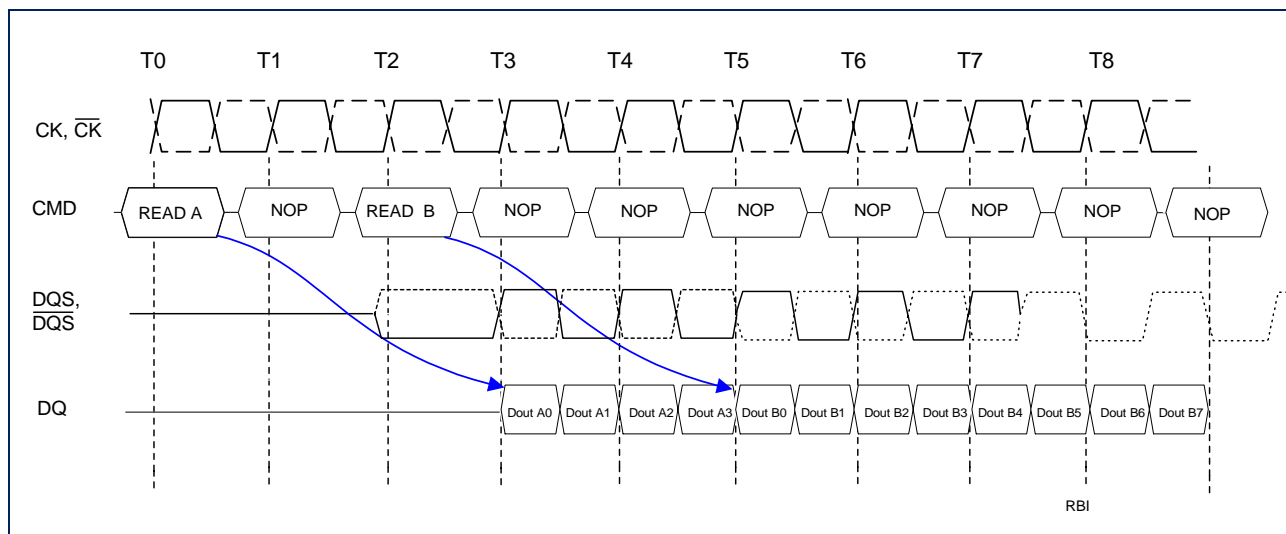 T0 T1 T2 T3 T4 T5 T6 T7 T8
CK, C̅K̅
CMD READ A NOP READ B NOP NOP NOP NOP NOP NOP NOP
DQS,
D̅Q̅S̅
DQ Dout A0 Dout A1 Dout A2 Dout A3 Dout B0 Dout B1 Dout B2 Dout B3 Dout B4 Dout B5 Dout B6 Dout B7
RBI